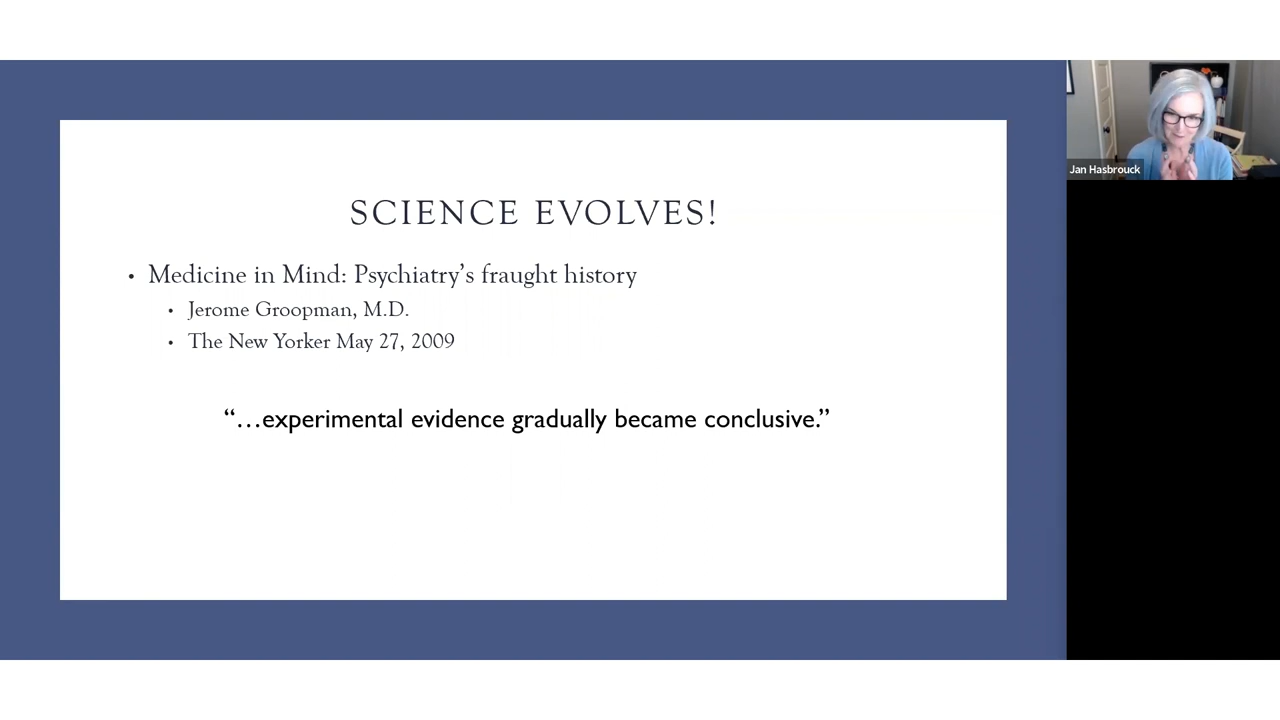 SCIENCE EVOLVES!
• Medicine in Mind: Psychiatry’s fraught history
• Jerome Groopman, M.D.
• The New Yorker May 27, 2009
“…experimental evidence gradually became conclusive.”
Jan Hasbrouck